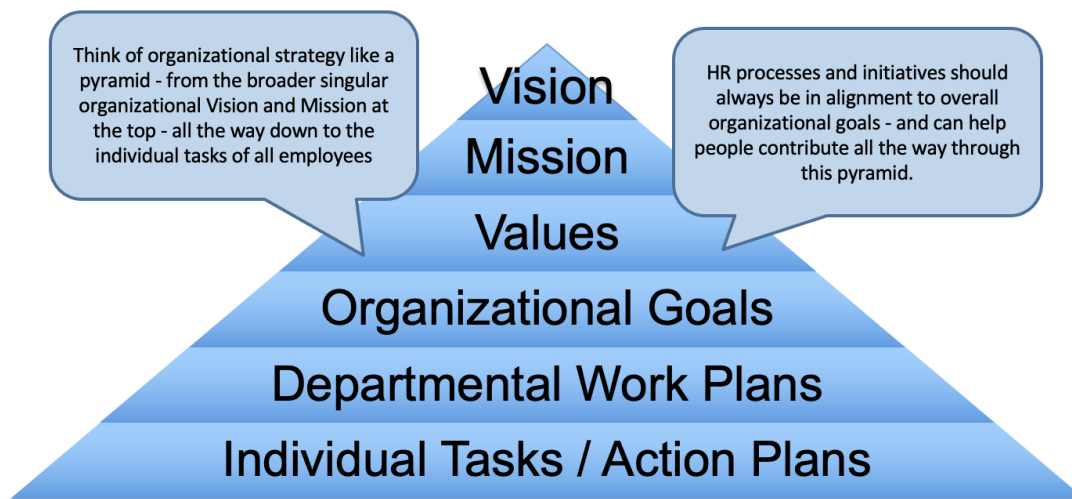 Think of organizational strategy like a
pyramid - from the broader singular
organizational Vision and Mission at
the top - all the way down to the
individual tasks of all employees
HR processes and initiatives should
always be in alignment to overall
organizational goals - and can help
people contribute all the way through
this pyramid.
Vision
Mission
Values
Organizational Goals
Departmental Work Plans
Individual Tasks / Action Plans